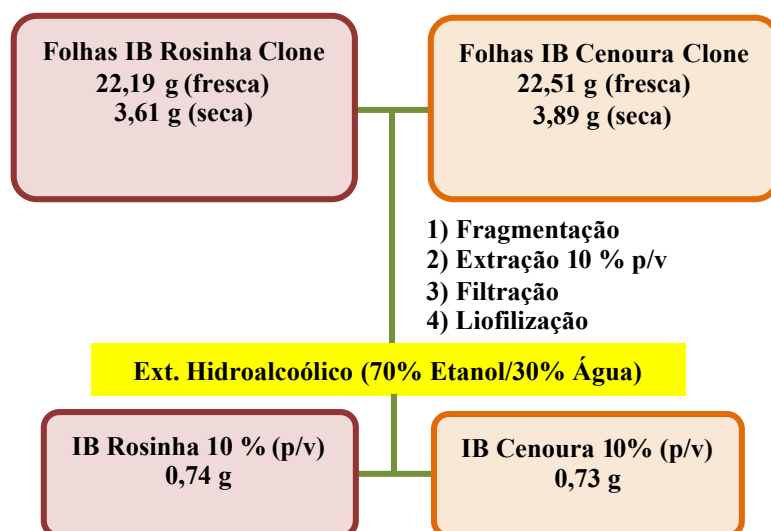 Folhas IB Rosinha Clone
22,19 g (fresca)
3,61 g (seca)
Folhas IB Cenoura Clone
22,51 g (fresca)
3,89 g (seca)
1) Fragmentação
2) Extração 10 % p/v
3) Filtração
4) Liofilização
Ext. Hidroalcoólico (70% Etanol/30% Água)
IB Rosinha 10 % (p/v)
0,74 g
IB Cenoura 10% (p/v)
0,73 g